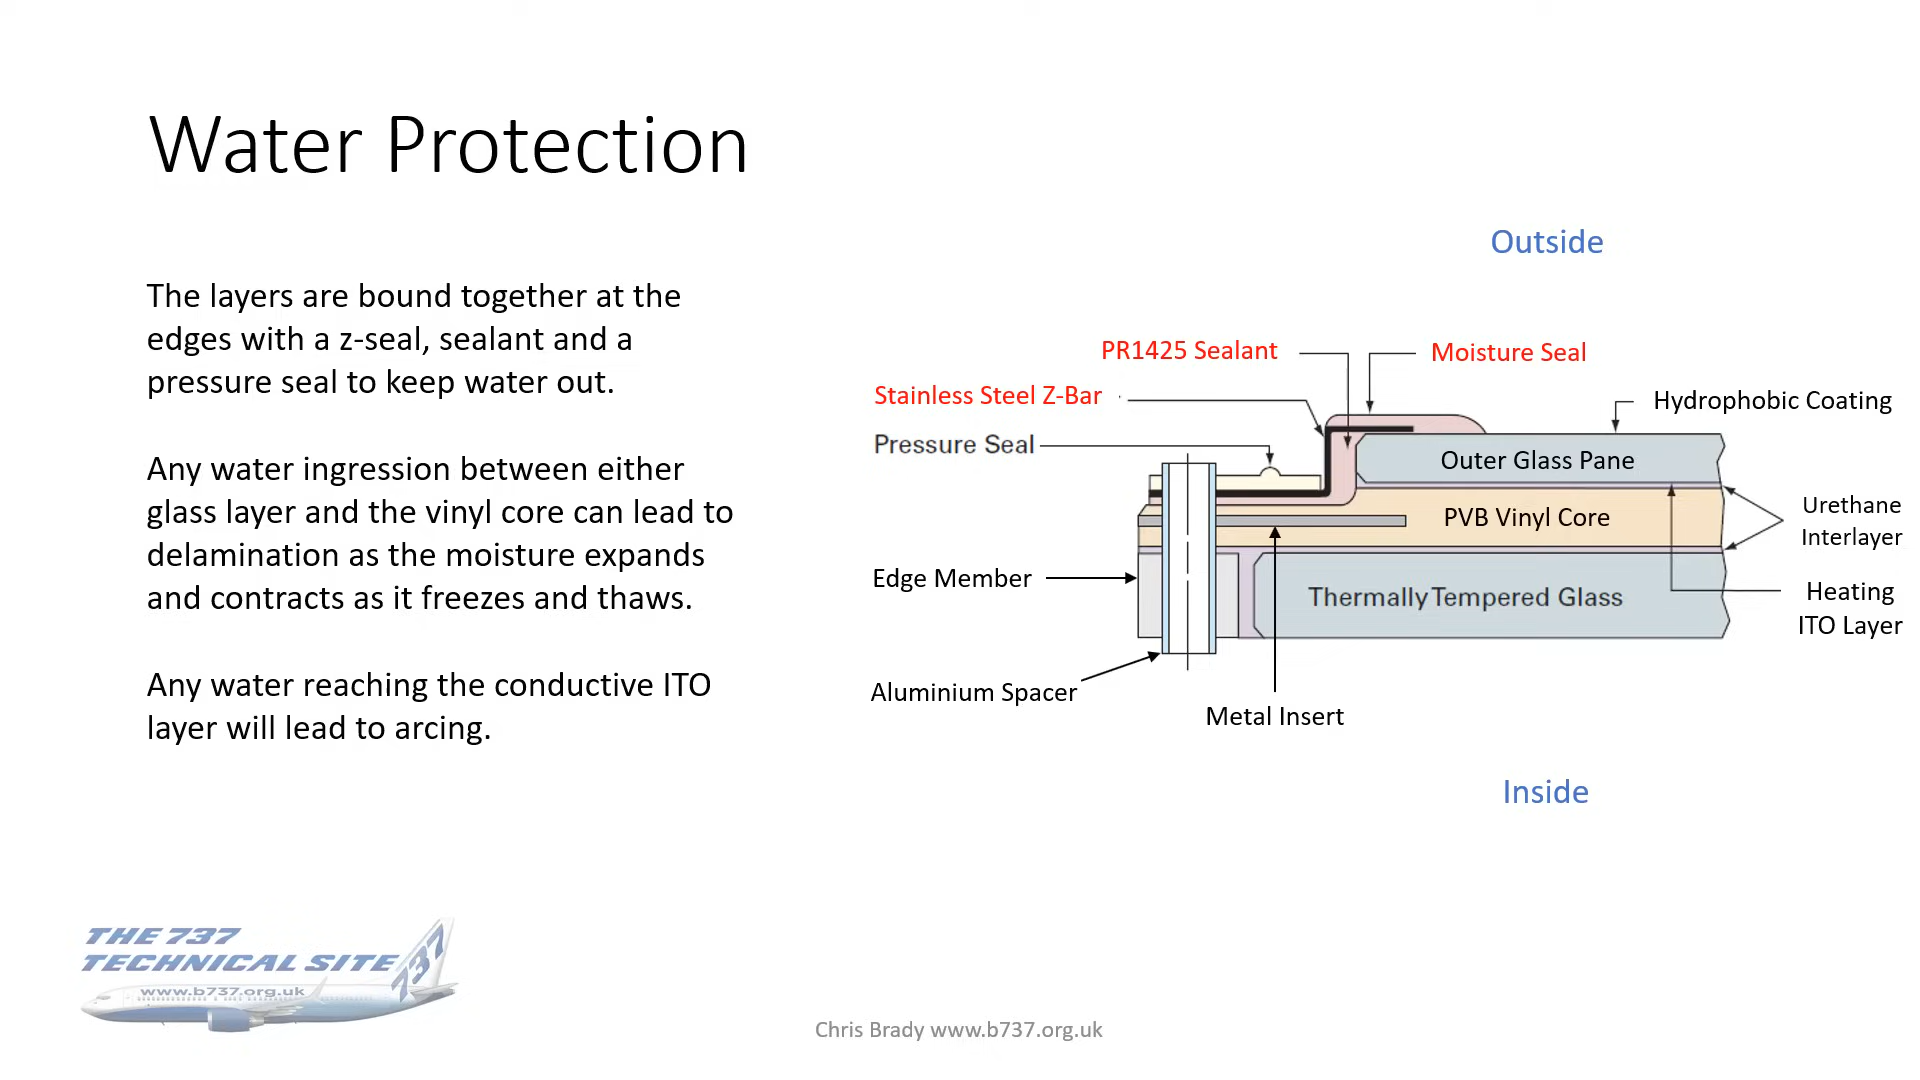 Water Protection
The layers are bound together at the
edges with a z-seal, sealant and a
pressure seal to keep water out.
Any water ingression between either
glass layer and the vinyl core can lead to
delamination as the moisture expands
and contracts as it freezes and thaws.
Any water reaching the conductive ITO
layer will lead to arcing.
Outside
PR1425 Sealant
Moisture Seal
Stainless Steel Z-Bar
Hydrophobic Coating
Pressure Seal
Outer Glass Pane
PVB Vinyl Core
Urethane
Interlayer
Edge Member
Thermally Tempered Glass
Heating
ITO Layer
Aluminium Spacer
Metal Insert
Inside
THE 737
TECHNICAL SITE
737
www.b737.org.uk
Chris Brady www.b737.org.uk